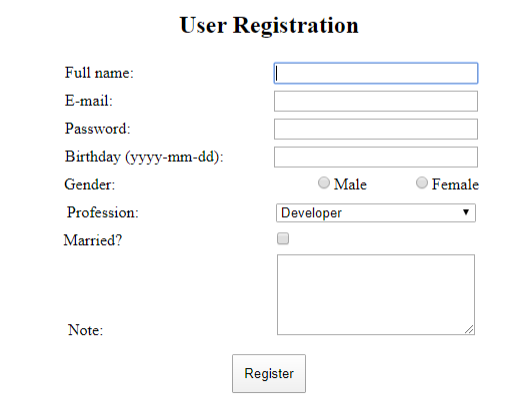 User Registration
Full name:
E-mail:
Password:
Birthday (yyyy-mm-dd):
Gender: Male Female
Profession: Developer
Married?
Note:
Register